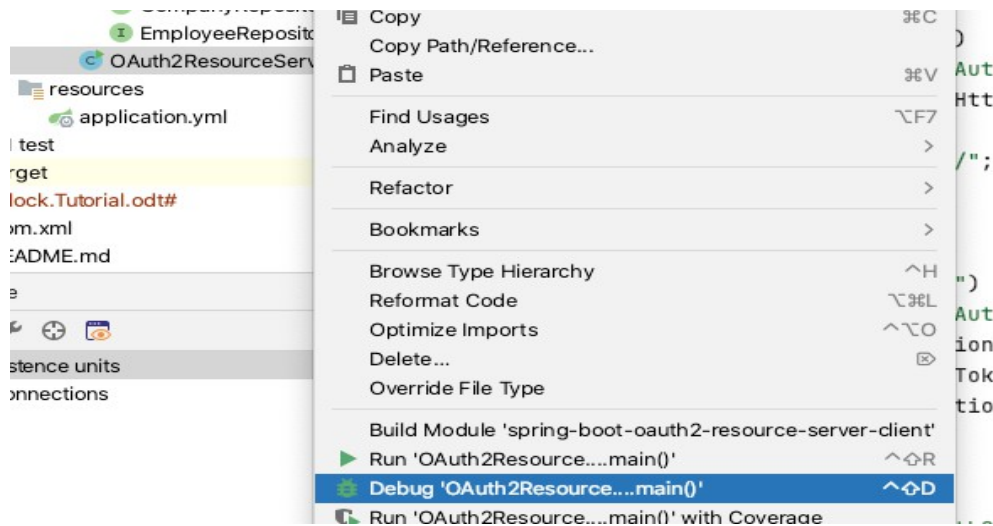 EmployeeReposito
OAuth2ResourceServ
resources
application.yml
test
rget
lock.Tutorial.odt#
om.xml
EADME.md
e
stence units
onnections
Copy ⌘C
Copy Path/Reference...
Paste ⌘V
Find Usages ⌥F7
Analyze >
Refactor >
Bookmarks >
Browse Type Hierarchy ^H
Reformat Code ⌥⌘L
Optimize Imports ^⌥O
Delete... ⌦
Override File Type
Build Module 'spring-boot-oauth2-resource-server-client'
Run 'OAuth2Resource....main()' ^⇧R
Debug 'OAuth2Resource....main()' ^⇧D
Run 'OAuth2Resource....main()' with Coverage
)
Aut
Htt
/";
")
Aut
ion
Tok
tio